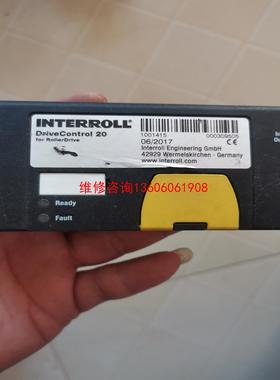 INTERROLL
DriveControl 20
for RollerDrive
1001415
000309505
06/2017
www.interroll.com
Interroll Engineering GmbH
42929 Wermelskirchen - Germany
CE
维修咨询13606061908
Ready
Fault